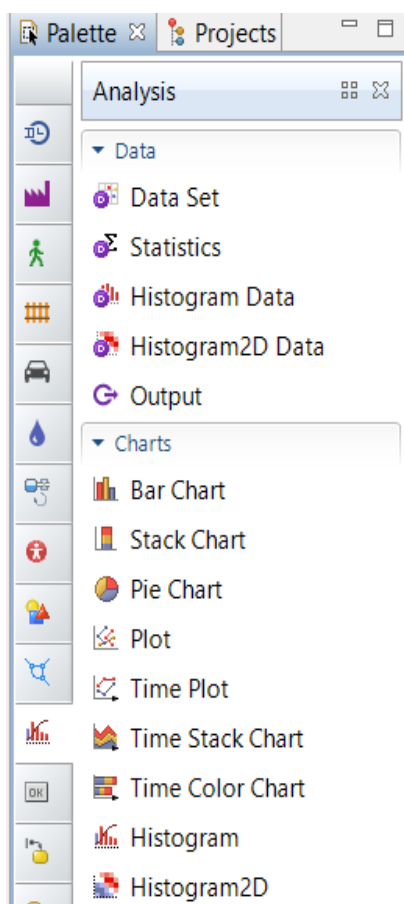 Palette Projects
Analysis
Data
Data Set
Statistics
Histogram Data
Histogram2D Data
Output
Charts
Bar Chart
Stack Chart
Pie Chart
Plot
Time Plot
Time Stack Chart
Time Color Chart
OK
Histogram
Histogram2D